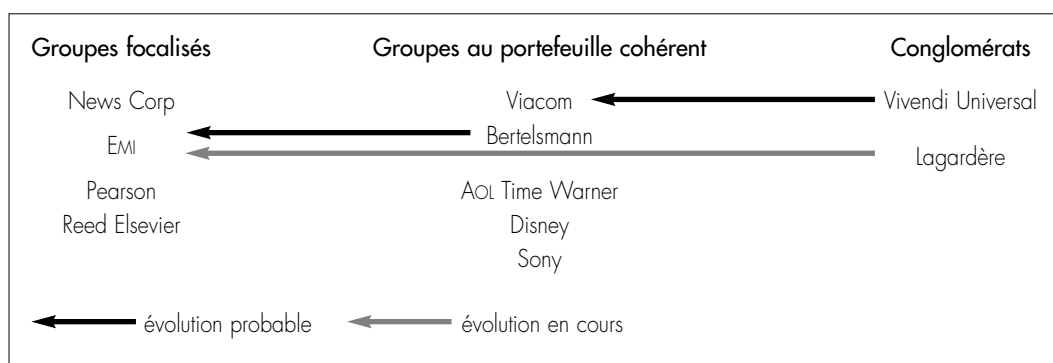 Groupes focalisés Groupes au portefeuille cohérent Conglomérats
News Corp Viacom Vivendi Universal
EMI Bertelsmann Lagardère
Pearson AOL Time Warner
Reed Elsevier Disney
Sony
évolution probable évolution en cours